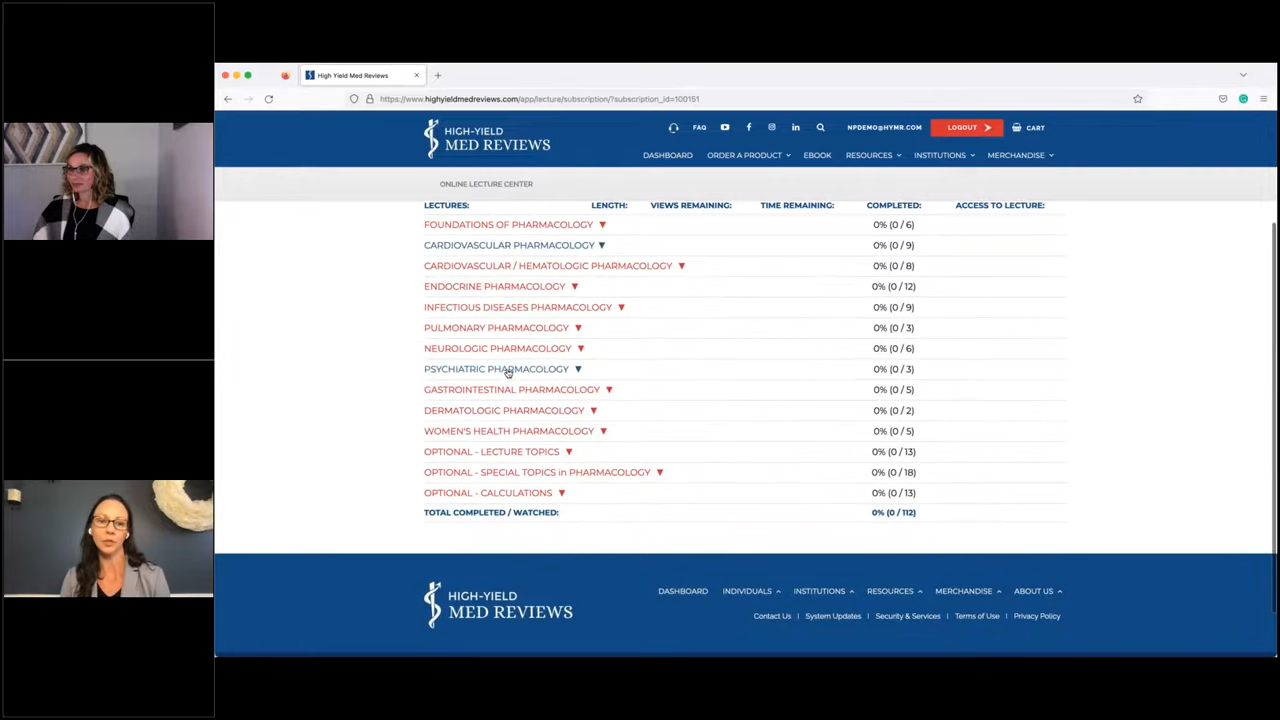 High Yield Med Reviews
https://www.highyieldmedreviews.com/app/lecture/subscription/?subscription_id=100151
HIGH-YIELD
MED REVIEWS
FAQ
NPDEMO@HYMR.COM
LOGOUT
CART
DASHBOARD ORDER A PRODUCT EBOOK RESOURCES INSTITUTIONS MERCHANDISE
ONLINE LECTURE CENTER
LECTURES: LENGTH: VIEWS REMAINING: TIME REMAINING: COMPLETED: ACCESS TO LECTURE:
FOUNDATIONS OF PHARMACOLOGY 0% (0 / 6)
CARDIOVASCULAR PHARMACOLOGY 0% (0 / 9)
CARDIOVASCULAR / HEMATOLOGIC PHARMACOLOGY 0% (0 / 8)
ENDOCRINE PHARMACOLOGY 0% (0 / 12)
INFECTIOUS DISEASES PHARMACOLOGY 0% (0 / 9)
PULMONARY PHARMACOLOGY 0% (0 / 3)
NEUROLOGIC PHARMACOLOGY 0% (0 / 6)
PSYCHIATRIC PHARMACOLOGY 0% (0 / 3)
GASTROINTESTINAL PHARMACOLOGY 0% (0 / 5)
DERMATOLOGIC PHARMACOLOGY 0% (0 / 2)
WOMEN'S HEALTH PHARMACOLOGY 0% (0 / 5)
OPTIONAL - LECTURE TOPICS 0% (0 / 13)
OPTIONAL - SPECIAL TOPICS in PHARMACOLOGY 0% (0 / 18)
OPTIONAL - CALCULATIONS 0% (0 / 13)
TOTAL COMPLETED / WATCHED: 0% (0 / 112)
HIGH-YIELD
MED REVIEWS
DASHBOARD INDIVIDUALS INSTITUTIONS RESOURCES MERCHANDISE ABOUT US
Contact Us | System Updates | Security & Services | Terms of Use | Privacy Policy